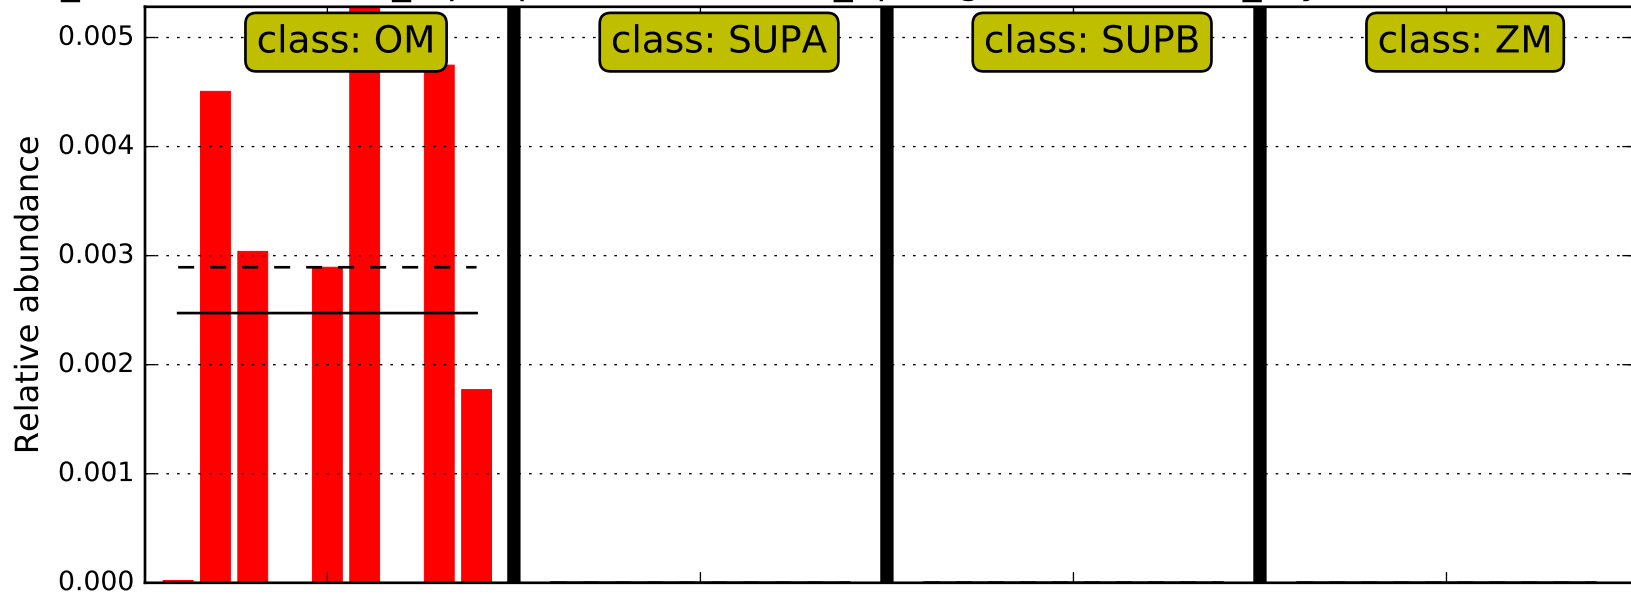 class: OM
class: SUPA
class: SUPB
class: ZM
0.005
0.004
0.003
0.002
0.001
0.000
Relative abundance